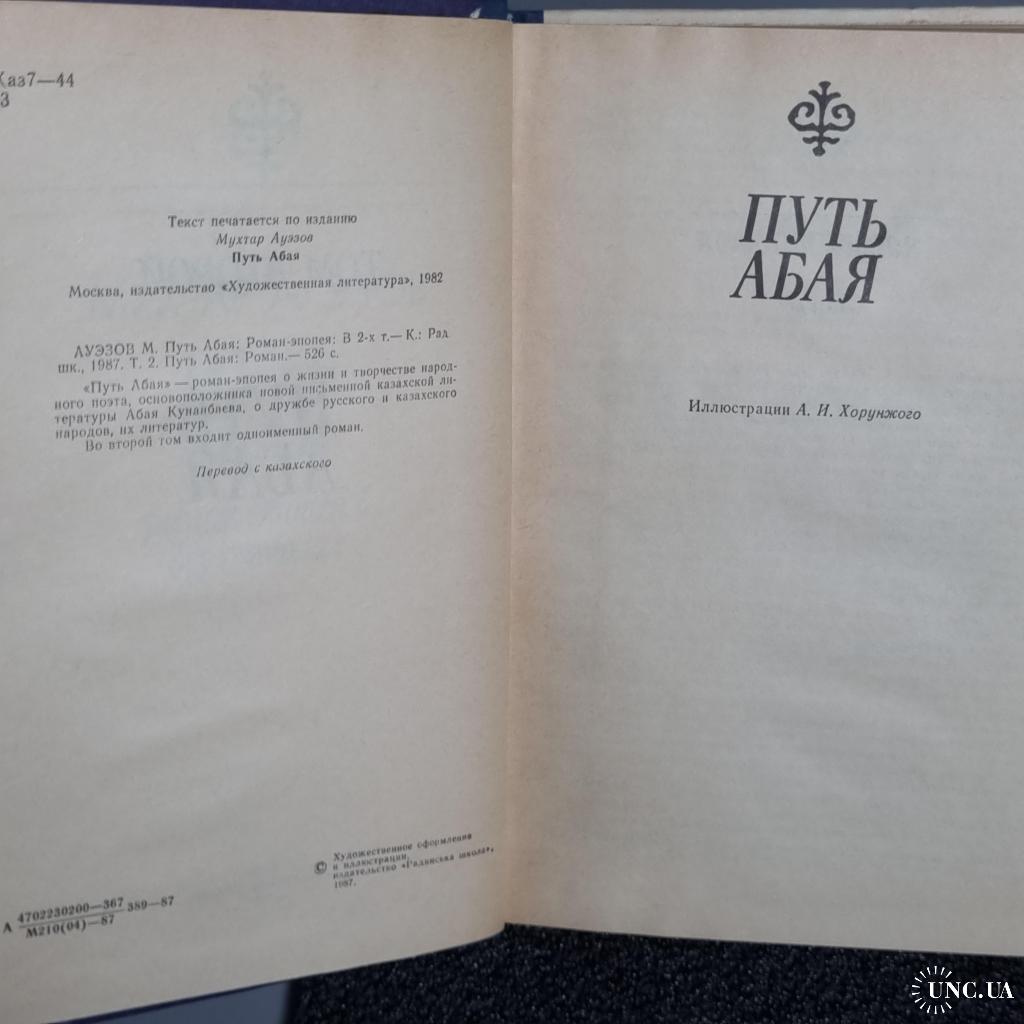 Каз7—44
3
Текст печатается по изданию
Мухтар Ауэзов
Путь Абая
Москва, издательство «Художественная литература», 1982
АУЭЗОВ М. Путь Абая: Роман-эпопея: В 2-х т.— К.: Рад.
шк., 1987. Т. 2. Путь Абая: Роман.— 526 с.
«Путь Абая» — роман-эпопея о жизни и творчестве народ-
ного поэта, основоположника новой письменной казахской ли-
тературы Абая Кунанбаева, о дружбе русского и казахского
народов, их литератур.
Во второй том входит одноименный роман.
Перевод с казахского
© Художественное оформление
и иллюстрации,
издательство «Радянська школа»,
1987.
А 4702230200—367 389—87
М210(04)—87
ПУТЬ
АБАЯ
Иллюстрации А. И. Хорунжого
UNC.UA